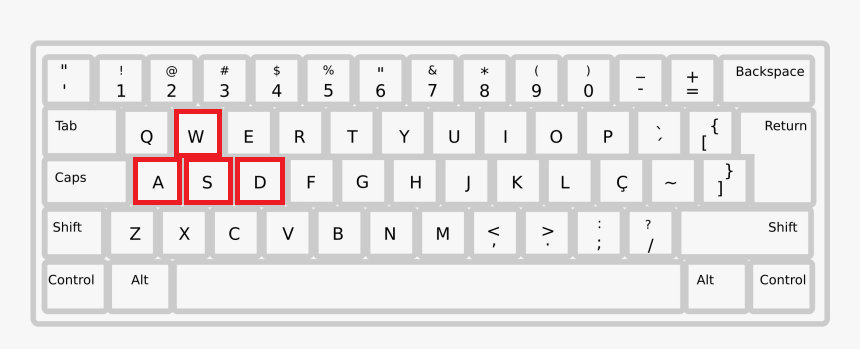 " ! @ # $ % " & * ( ) _ + Backspace
' 1 2 3 4 5 6 7 8 9 0 - =
Tab Q W E R T Y U I O P ` { Return
´ [
Caps A S D F G H J K L Ç ~ }
]
Shift Z X C V B N M < > : ? Shift
, . ; /
Control Alt Alt Control